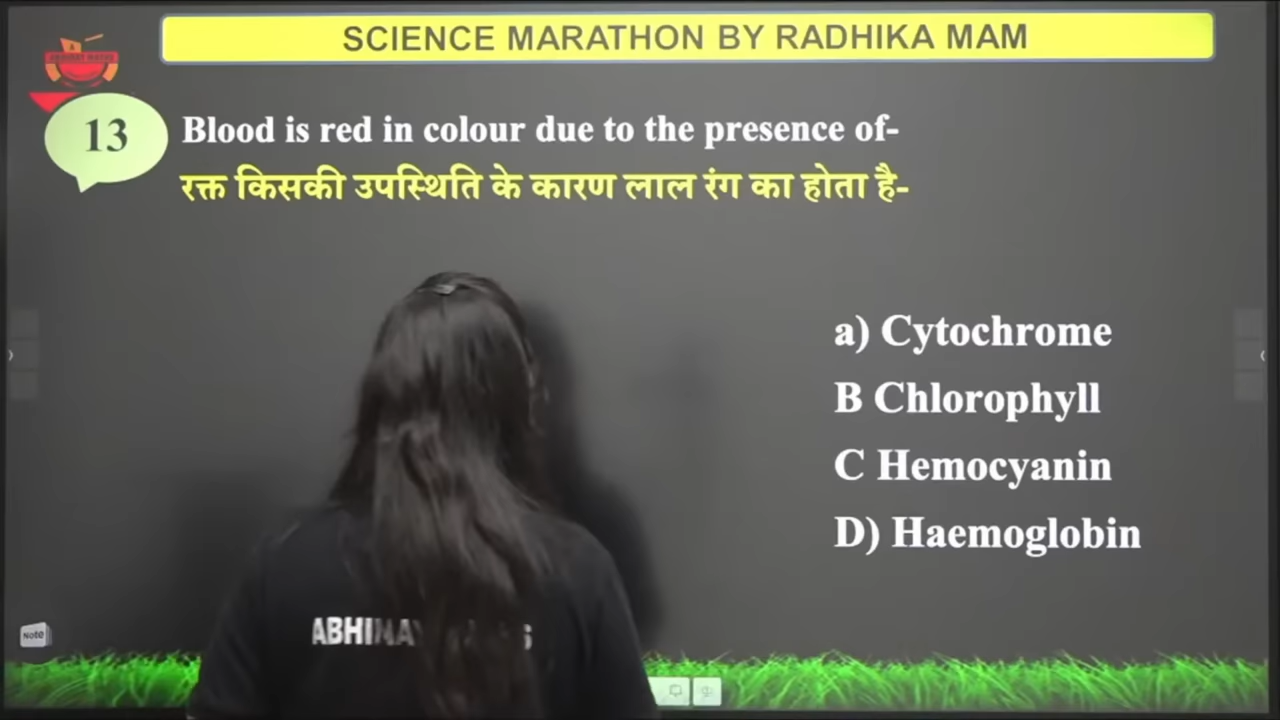 SCIENCE MARATHON BY RADHIKA MAM
13
Blood is red in colour due to the presence of-
रक्त किसकी उपस्थिति के कारण लाल रंग का होता है-
a) Cytochrome
B Chlorophyll
C Hemocyanin
D) Haemoglobin
Note